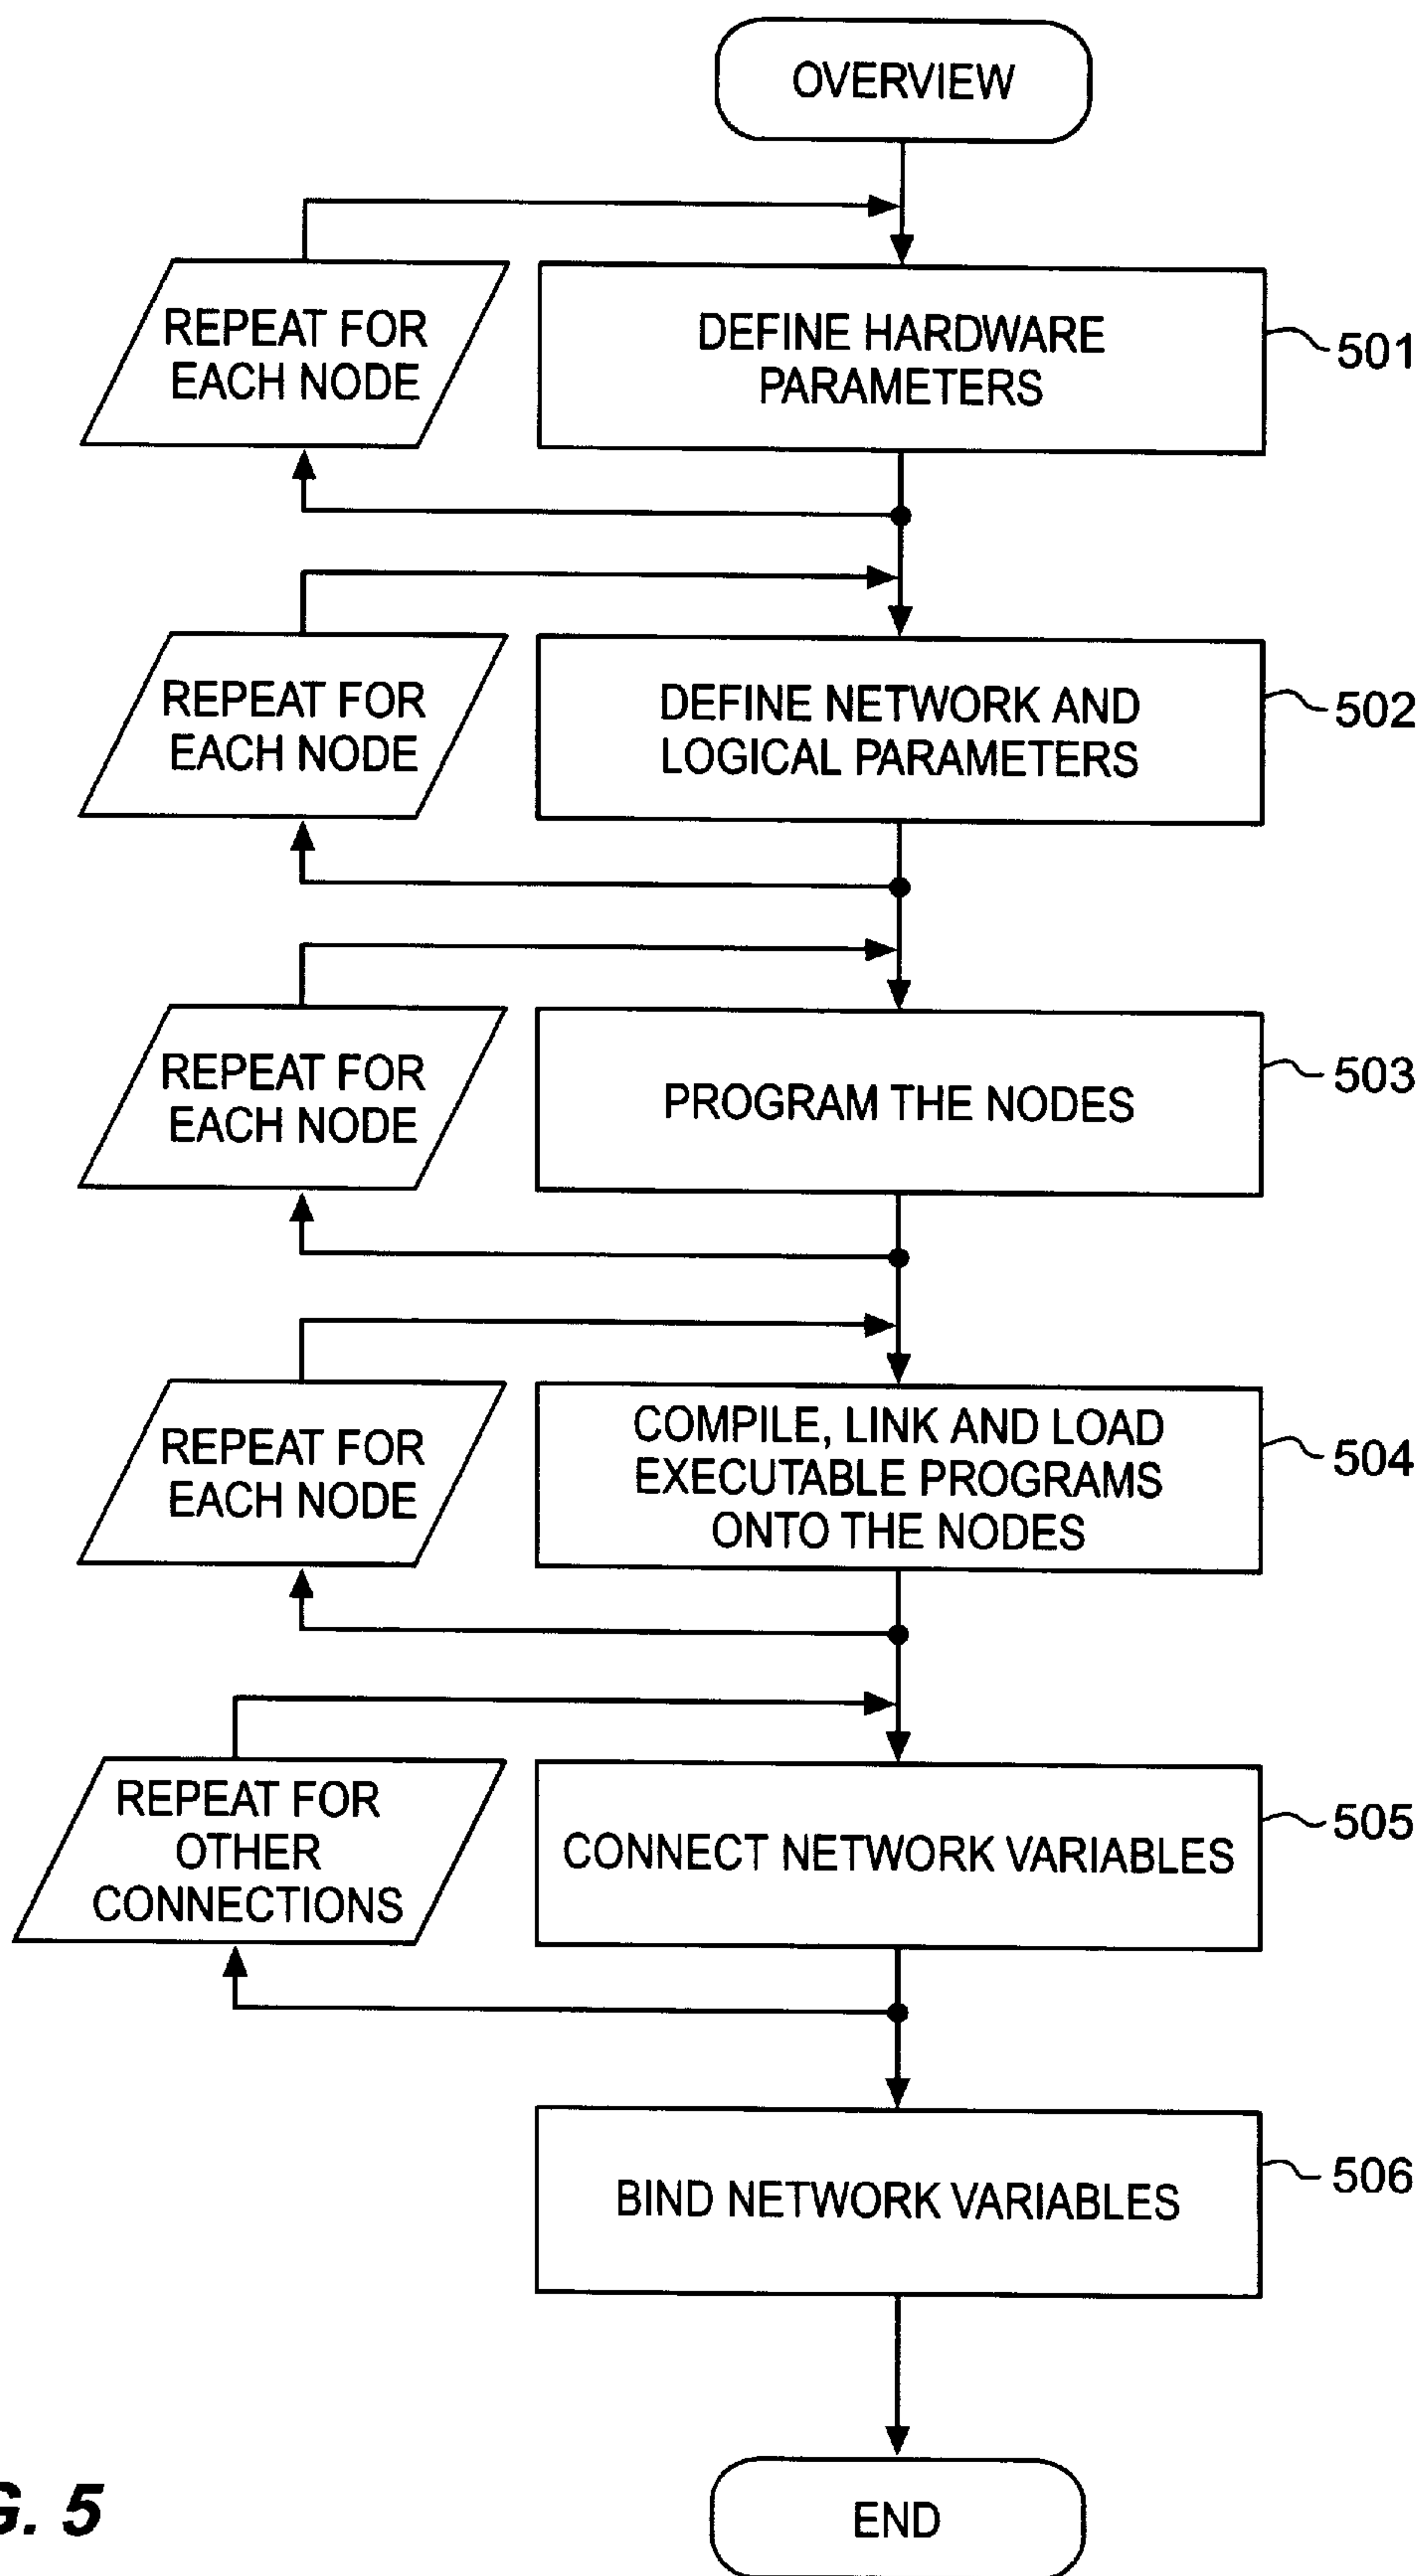 OVERVIEW
REPEAT FOR
EACH NODE
DEFINE HARDWARE
PARAMETERS
501
REPEAT FOR
EACH NODE
DEFINE NETWORK AND
LOGICAL PARAMETERS
502
REPEAT FOR
EACH NODE
PROGRAM THE NODES
503
REPEAT FOR
EACH NODE
COMPILE, LINK AND LOAD
EXECUTABLE PROGRAMS
ONTO THE NODES
504
REPEAT FOR
OTHER
CONNECTIONS
CONNECT NETWORK VARIABLES
505
BIND NETWORK VARIABLES
506
END
G. 5